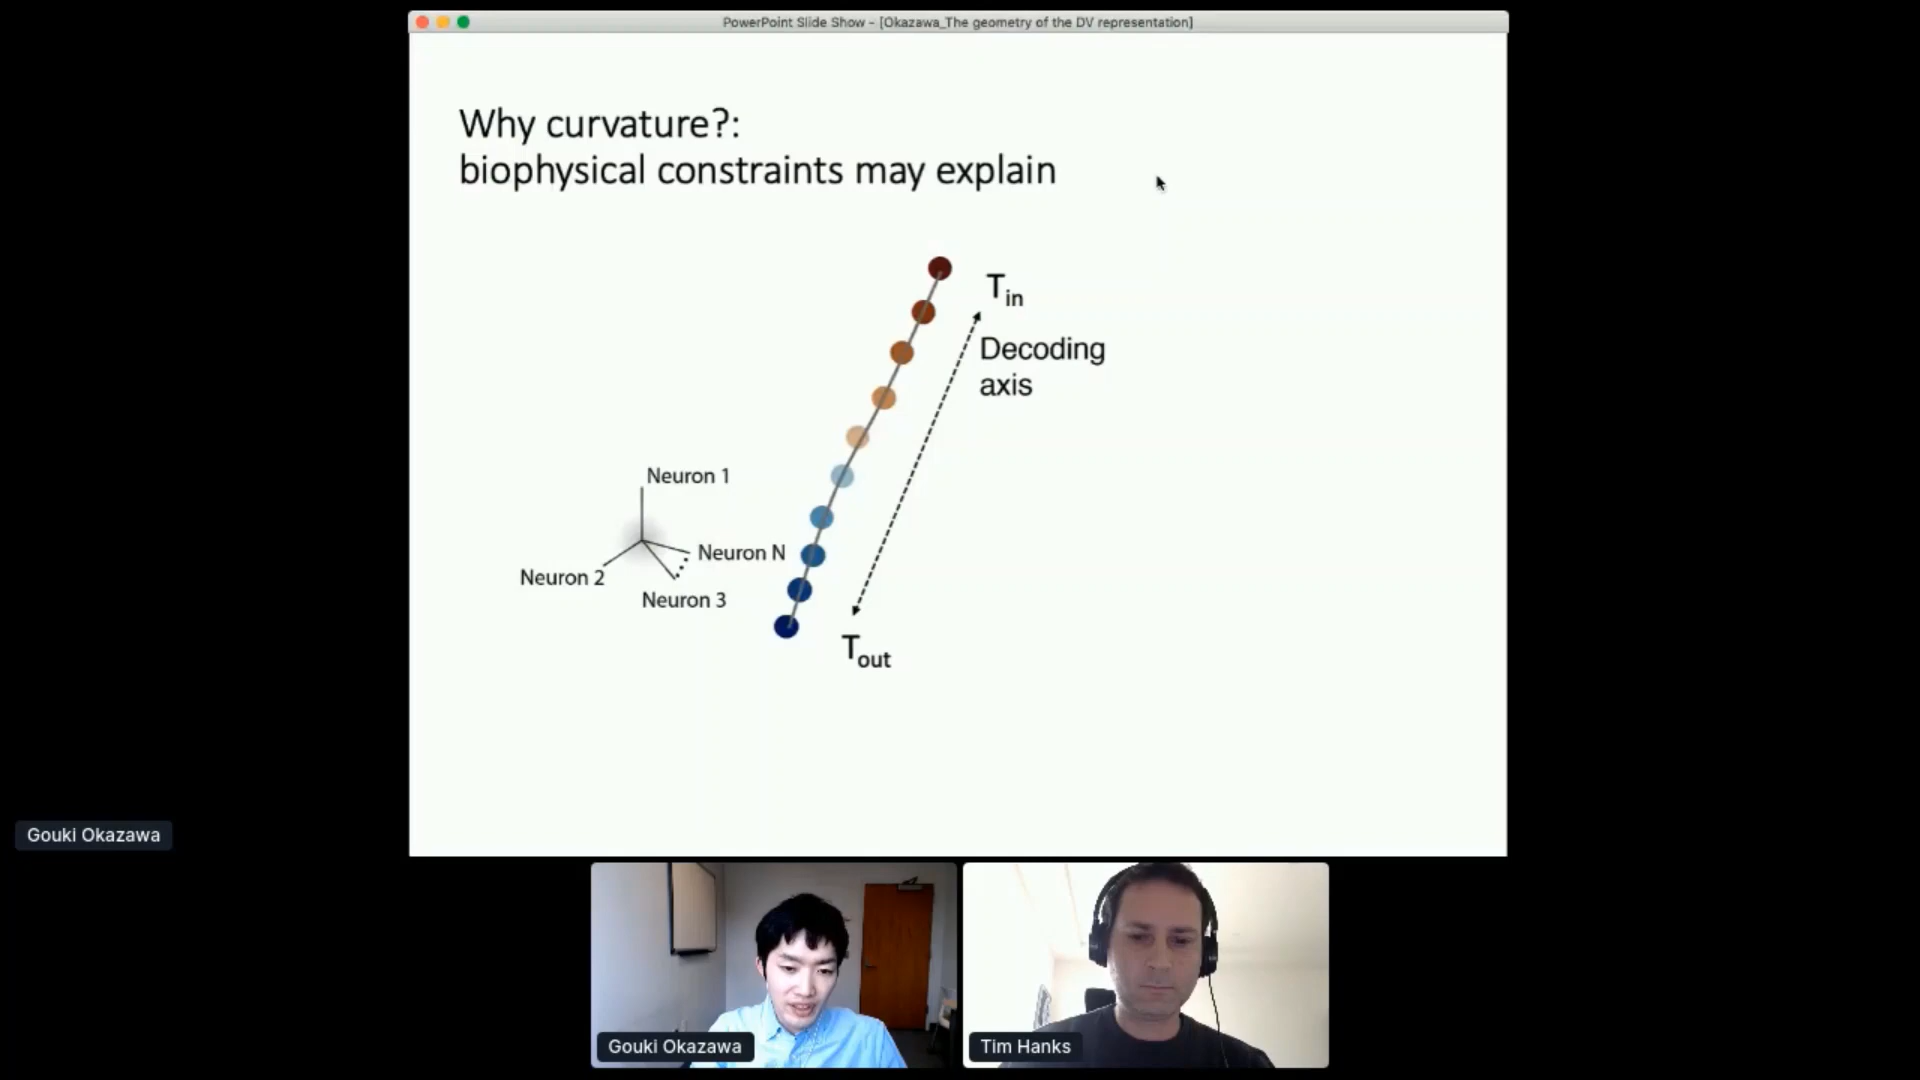 PowerPoint Slide Show - [Okazawa_The geometry of the DV representation]
Why curvature?:
biophysical constraints may explain
Tin
Decoding
axis
Neuron 1
Neuron N
Neuron 2
Neuron 3
Tout
Gouki Okazawa
Gouki Okazawa
Tim Hanks